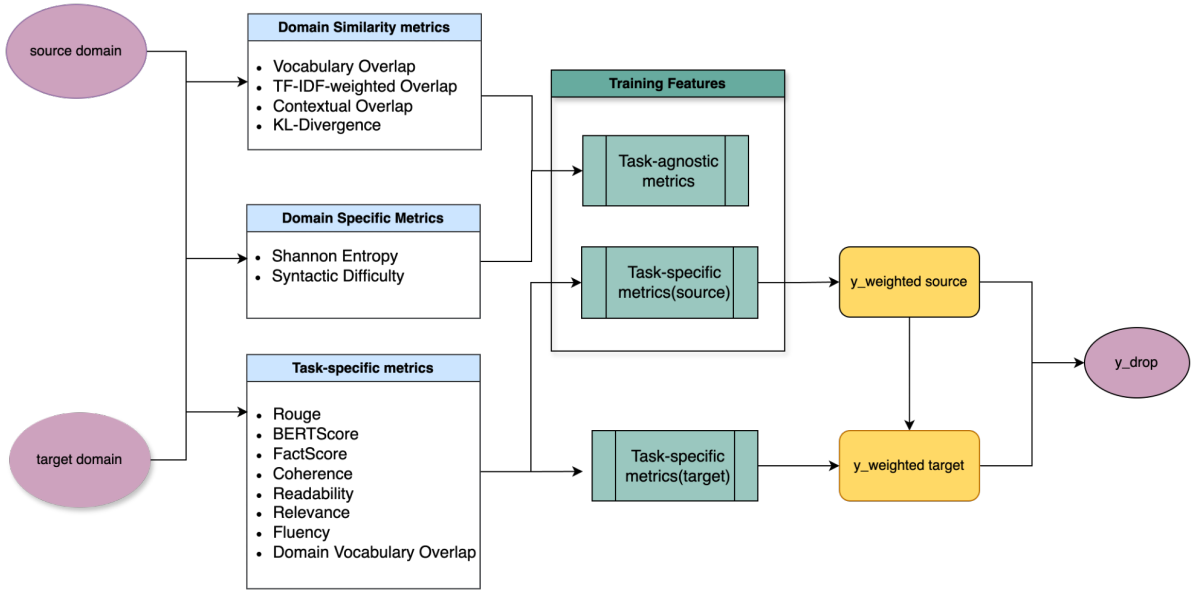 source domain
Domain Similarity metrics
Vocabulary Overlap
TF-IDF-weighted Overlap
Contextual Overlap
KL-Divergence
Training Features
Task-agnostic
metrics
Domain Specific Metrics
Shannon Entropy
Syntactic Difficulty
Task-specific
metrics(source)
y_weighted source
y_drop
Task-specific metrics
Rouge
BERTScore
FactScore
Coherence
Readability
Relevance
Fluency
Domain Vocabulary Overlap
target domain
Task-specific
metrics(target)
y_weighted target